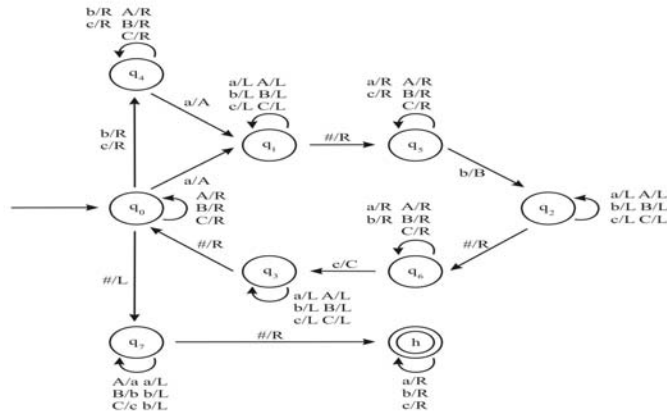 b/R A/R
c/R B/R
C/R
q4
a/A
a/L A/L
b/L B/L
c/L C/L
q1
#/R
a/R A/R
c/R B/R
C/R
q5
b/B
b/R
c/R
a/A
q0
A/R
B/R
C/R
#/R
q3
a/L A/L
b/L B/L
c/L C/L
c/C
a/R A/R
b/R B/R
C/R
q6
#/R
q2
a/L A/L
b/L B/L
c/L C/L
#/L
q7
A/a a/L
B/b b/L
C/c b/L
#/R
h
a/R
b/R
c/R